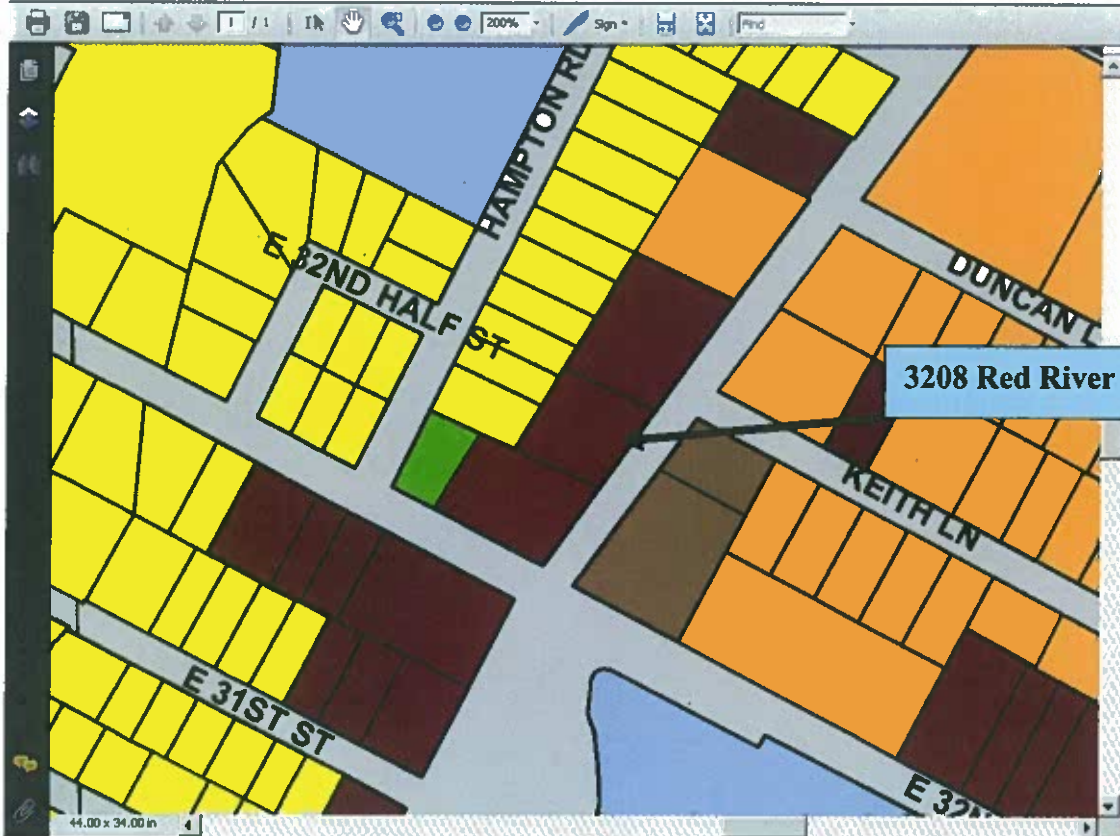 1 / 1
200%
Sign
Find
HAMPTON RD
E 32ND HALF ST
DUNCAN L
3208 Red River
KEITH LN
E 31ST ST
E 32N
44.00 x 34.00 in